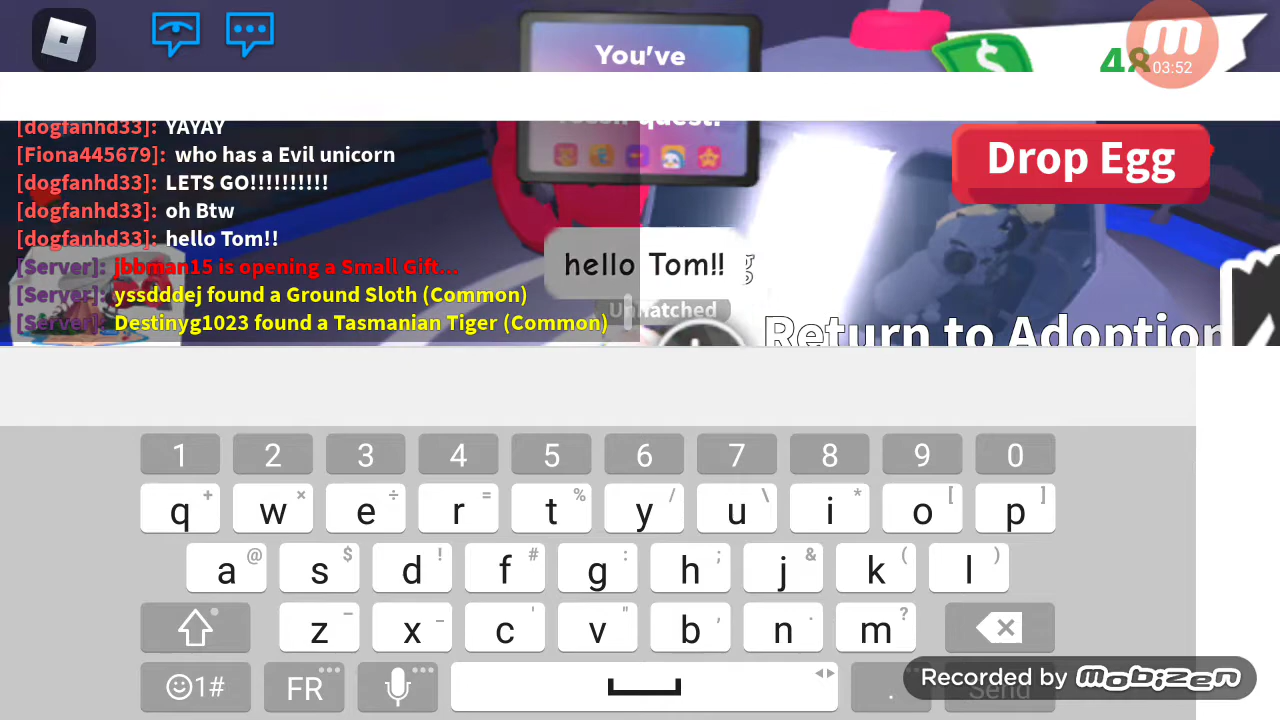 You've
48
03:52
quest!
[dogfanhd33]: YAYAY
[Fiona445679]: who has a Evil unicorn
[dogfanhd33]: LETS GO!!!!!!!!!!
[dogfanhd33]: oh Btw
[dogfanhd33]: hello Tom!!
[Server]: jbbman15 is opening a Small Gift...
[Server]: yssdddej found a Ground Sloth (Common)
[Server]: Destinyg1023 found a Tasmanian Tiger (Common)
Drop Egg
hello Tom!!
Unhatched
Return to Adoption
1 2 3 4 5 6 7 8 9 0
q + w × e ÷ r = t % y / u \ i * o [ p ]
a @ s $ d ! f # g : h ; j & k ( l )
z – x _ c ' v " b , n . m ?
☺1# FR . Send
Recorded by mobizen